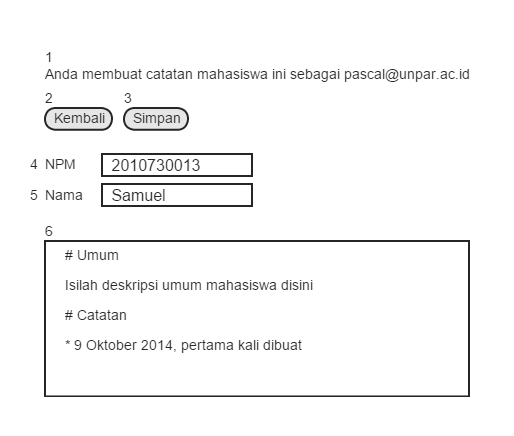 1
Anda membuat catatan mahasiswa ini sebagai pascal@unpar.ac.id
2 3
Kembali Simpan
4 NPM 2010730013
5 Nama Samuel
6
# Umum
Isilah deskripsi umum mahasiswa disini
# Catatan
* 9 Oktober 2014, pertama kali dibuat